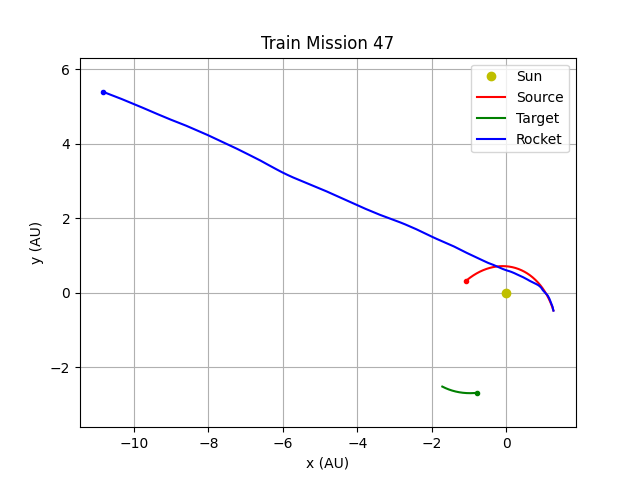 Train Mission 47
Sun
Source
Target
Rocket
y (AU)
6
4
2
0
−2
−10
−8
−6
−4
−2
0
x (AU)